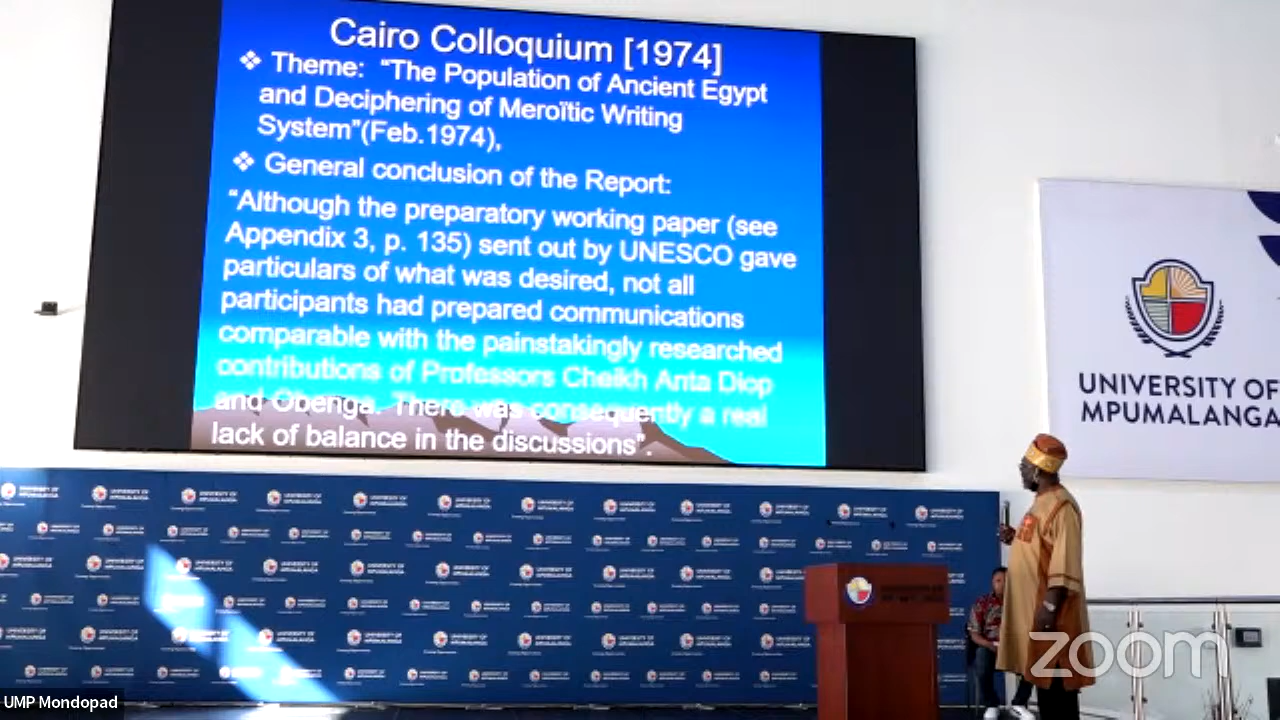 Cairo Colloquium [1974]
❖ Theme: “The Population of Ancient Egypt
and Deciphering of Meroïtic Writing
System”(Feb.1974),
❖ General conclusion of the Report:
“Although the preparatory working paper (see
Appendix 3, p. 135) sent out by UNESCO gave
particulars of what was desired, not all
participants had prepared communications
comparable with the painstakingly researched
contributions of Professors Cheikh Anta Diop
and Obenga. There was consequently a real
lack of balance in the discussions”.
UNIVERSITY OF
MPUMALANGA
zoom
UMP Mondopad